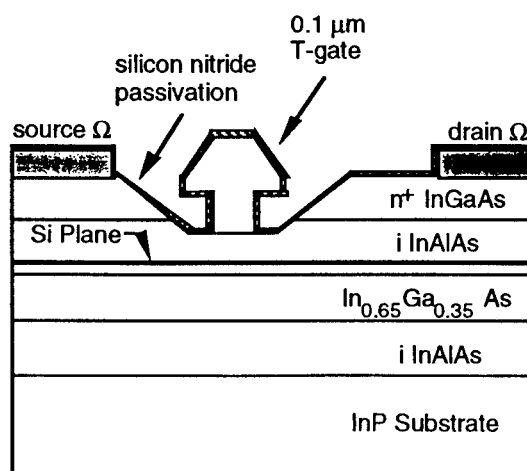 0.1 μm
T-gate
silicon nitride
passivation
source Ω
drain Ω
n+ InGaAs
Si Plane
i InAlAs
In0.65Ga0.35 As
i InAlAs
InP Substrate